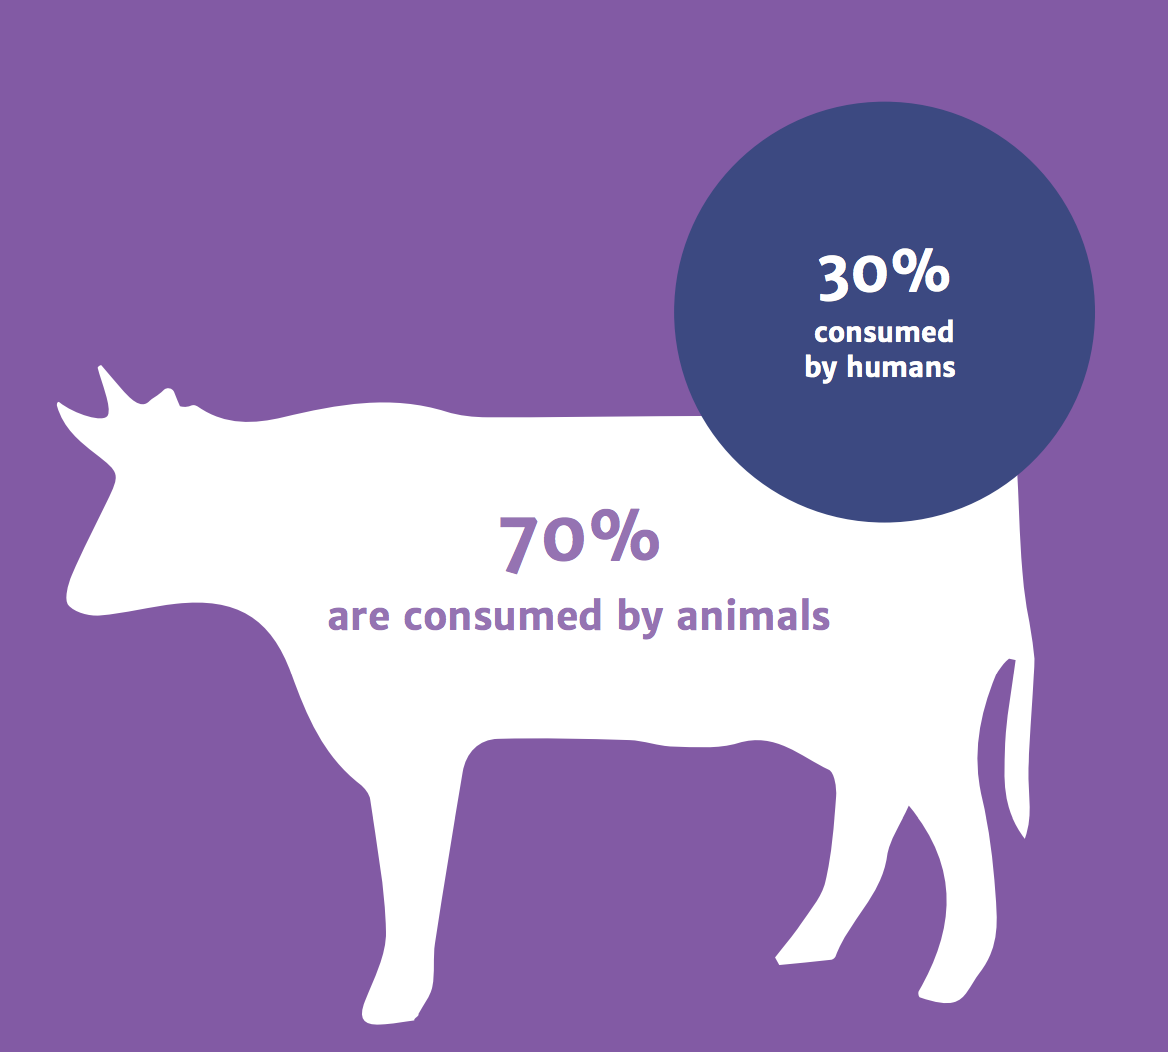 30%
consumed
by humans
70%
are consumed by animals